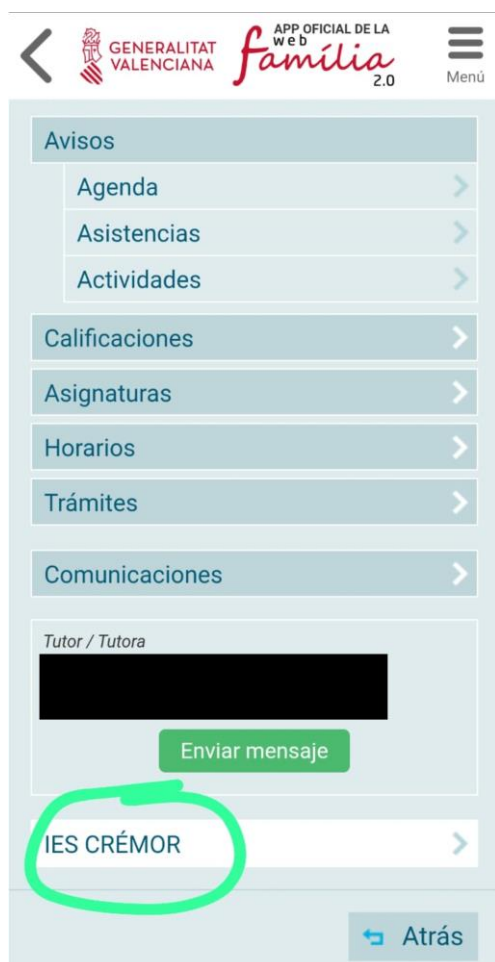 APP OFICIAL DE LA
GENERALITAT
VALENCIANA
web
Família
2.0
Menú
Avisos
Agenda
Asistencias
Actividades
Calificaciones
Asignaturas
Horarios
Trámites
Comunicaciones
Tutor / Tutora
Enviar mensaje
IES CRÉMOR
Atrás